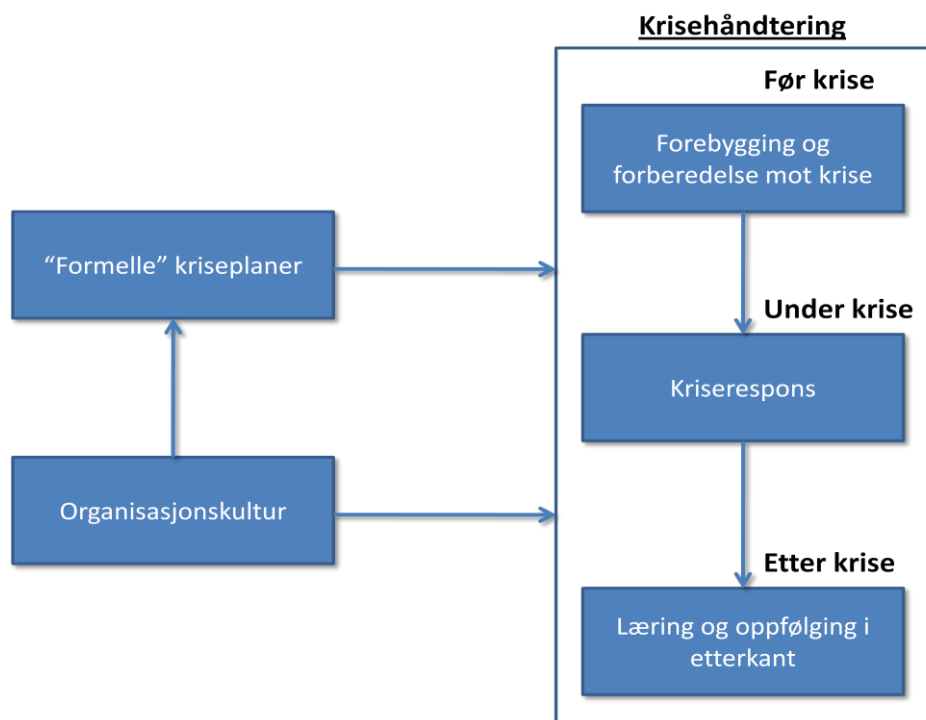 Krisehåndtering
Før krise
Forebygging og
forberedelse mot krise
“Formelle” kriseplaner
Under krise
Kriserespons
Organisasjonskultur
Etter krise
Læring og oppfølging i
etterkant